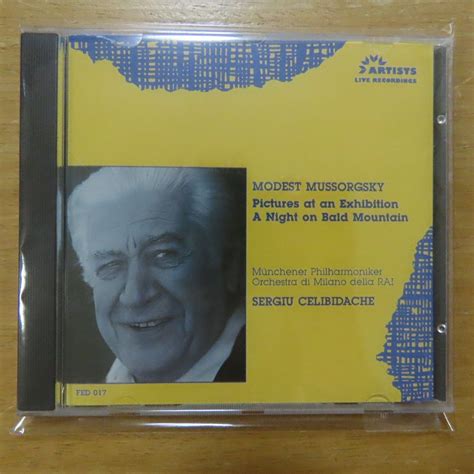 ARTISTS
LIVE RECORDINGS
MODEST MUSSORGSKY
Pictures at an Exhibition
A Night on Bald Mountain
Münchener Philharmoniker
Orchestra di Milano della RAI
SERGIU CELIBIDACHE
FED 017